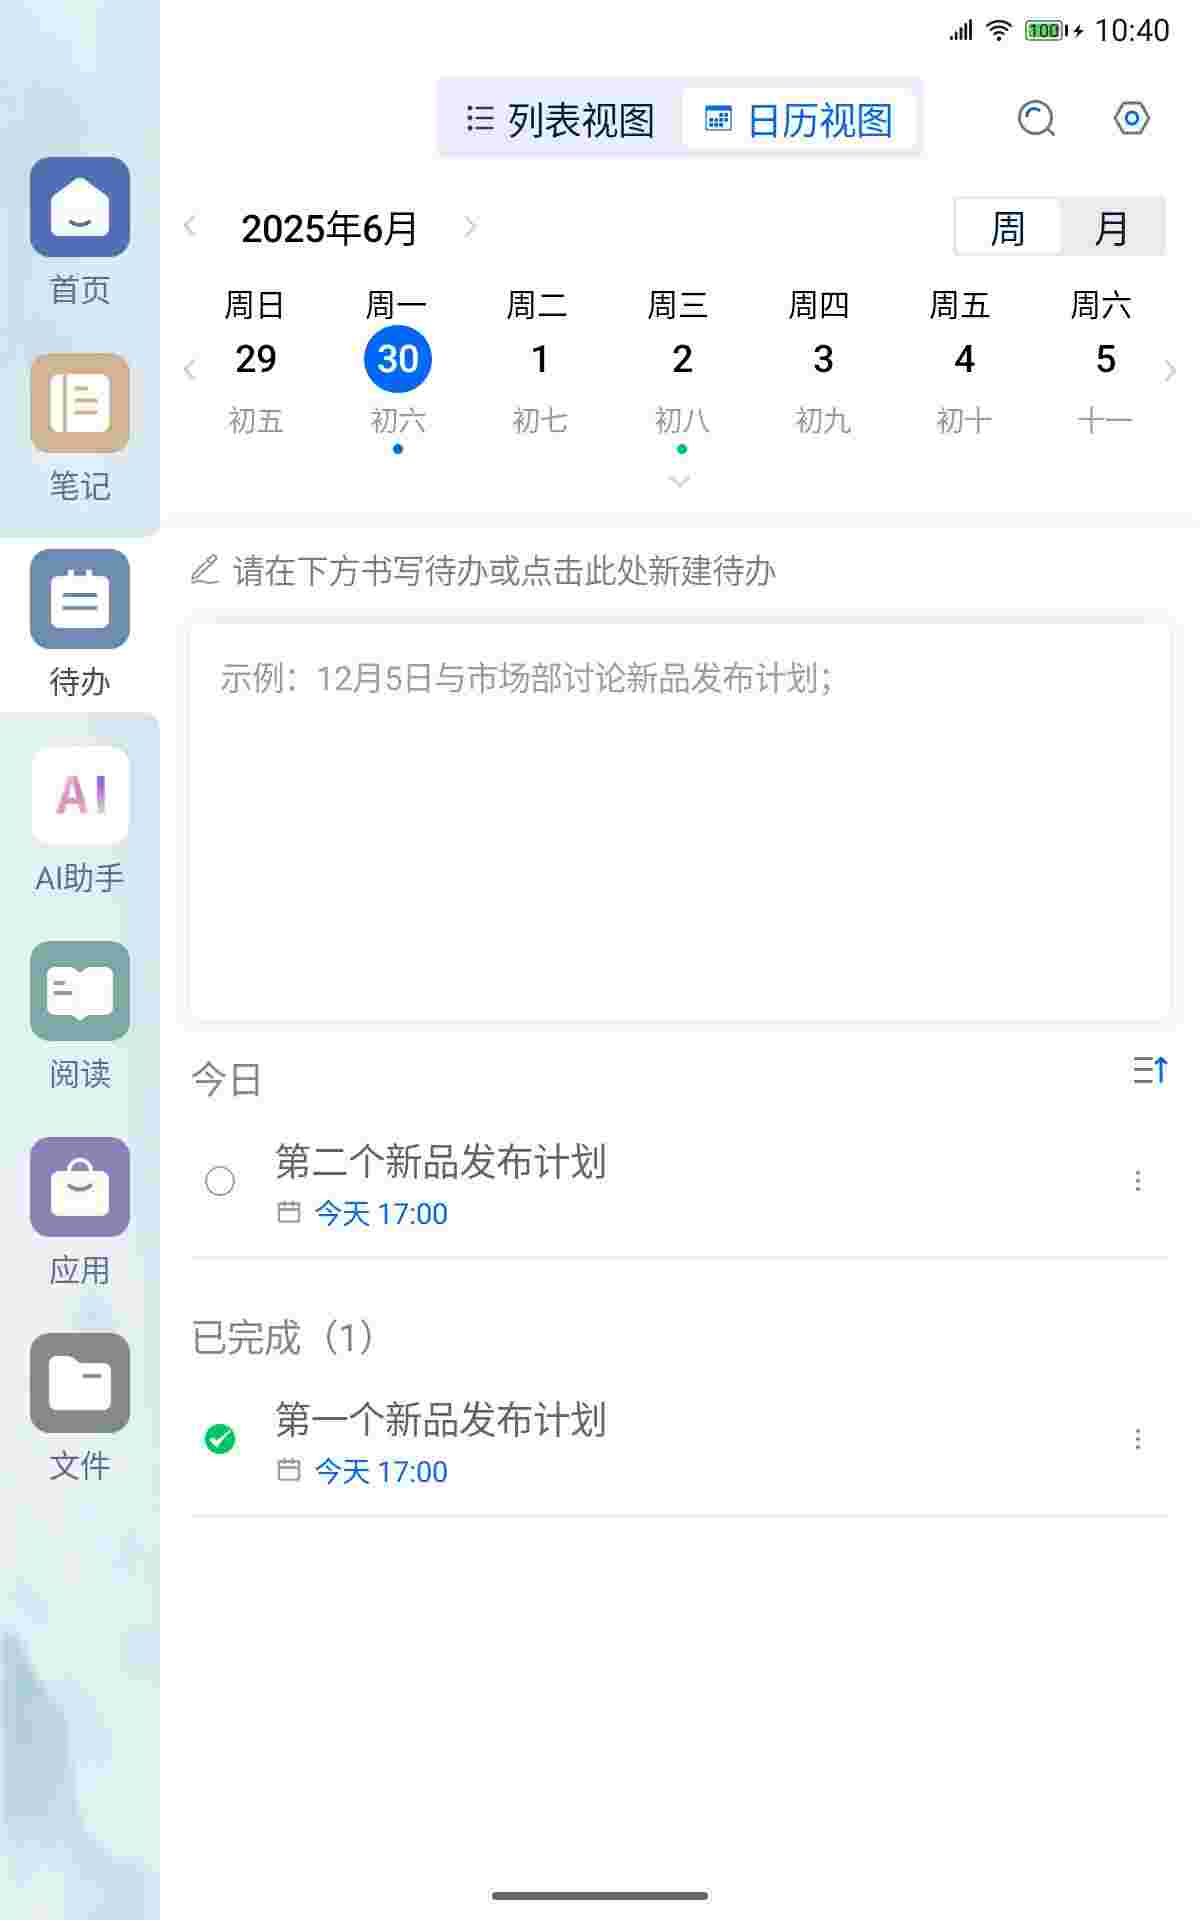 100 10:40
列表视图 日历视图
2025年6月 周 月
周日 周一 周二 周三 周四 周五 周六
29 30 1 2 3 4 5
初五 初六 初七 初八 初九 初十 十一
请在下方书写待办或点击此处新建待办
示例：12月5日与市场部讨论新品发布计划；
今日
第二个新品发布计划
今天 17:00
已完成（1）
第一个新品发布计划
今天 17:00
首页
笔记
待办
AI
AI助手
阅读
应用
文件